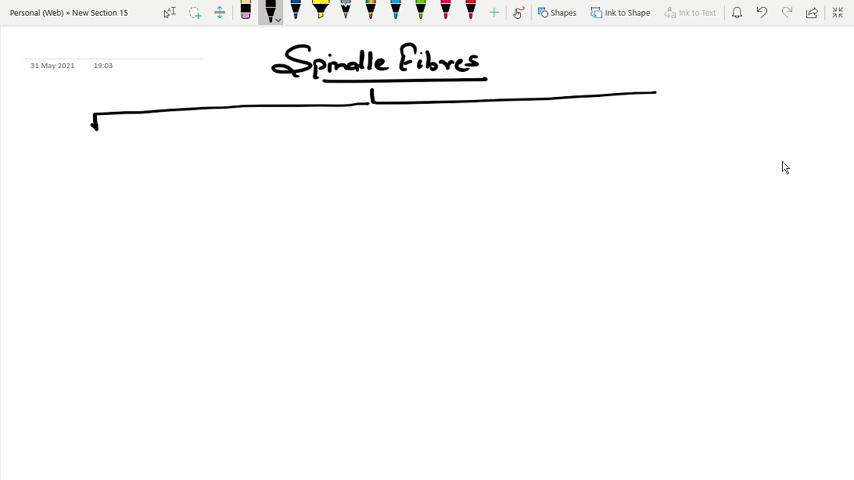 Personal (Web) » New Section 15
Shapes
Ink to Shape
Ink to Text
Spindle Fibres
31 May 2021 19:03